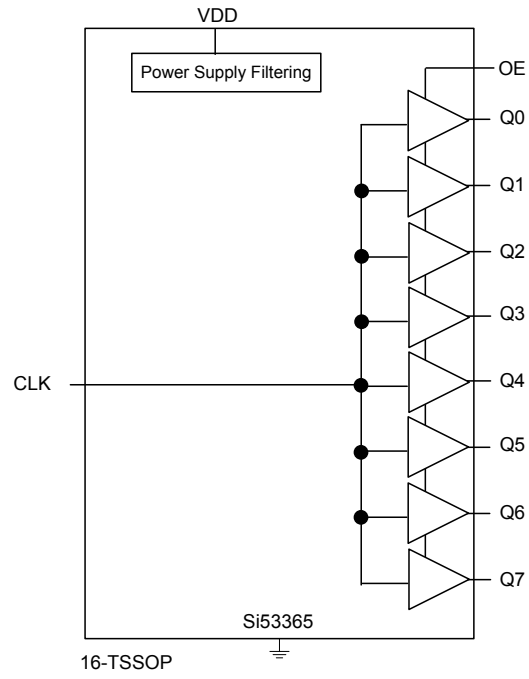 VDD
Power Supply Filtering
OE
Q0
Q1
Q2
Q3
CLK
Q4
Q5
Q6
Q7
Si53365
16-TSSOP